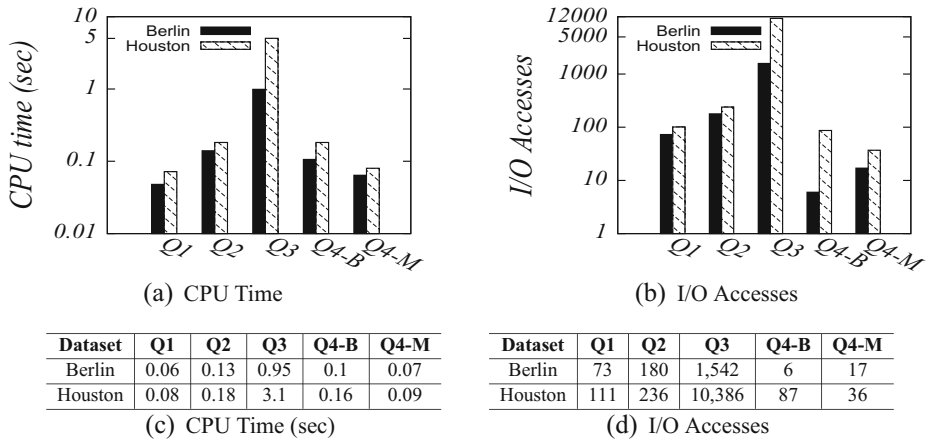 10
5
1
0.1
0.01
CPU time (sec)
Berlin
Houston
Q1
Q2
Q3
Q4-B
Q4-M
(a) CPU Time
12000
5000
1000
100
10
1
I/O Accesses
Berlin
Houston
Q1
Q2
Q3
Q4-B
Q4-M
(b) I/O Accesses
Dataset Q1 Q2 Q3 Q4-B Q4-M
Berlin 0.06 0.13 0.95 0.1 0.07
Houston 0.08 0.18 3.1 0.16 0.09
(c) CPU Time (sec)
Dataset Q1 Q2 Q3 Q4-B Q4-M
Berlin 73 180 1,542 6 17
Houston 111 236 10,386 87 36
(d) I/O Accesses